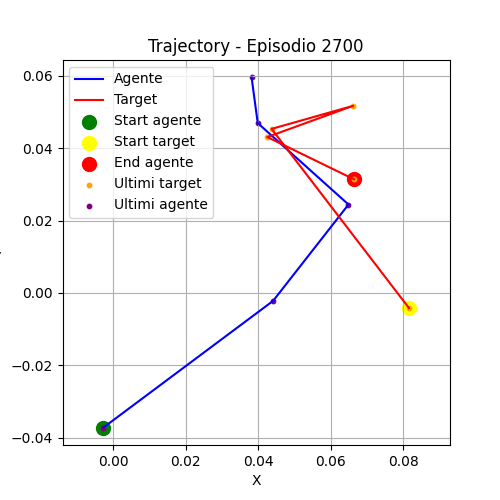 Trajectory - Episodio 2700
0.06
0.04
0.02
0.00
−0.02
−0.04
Agente
Target
Start agente
Start target
End agente
Ultimi target
Ultimi agente
0.00
0.02
0.04
0.06
0.08
X